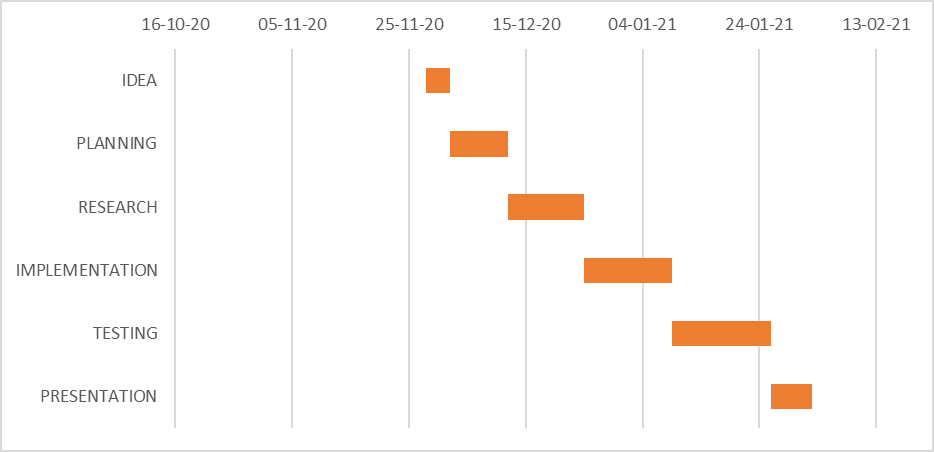 16-10-20 05-11-20 25-11-20 15-12-20 04-01-21 24-01-21 13-02-21
IDEA
PLANNING
RESEARCH
IMPLEMENTATION
TESTING
PRESENTATION